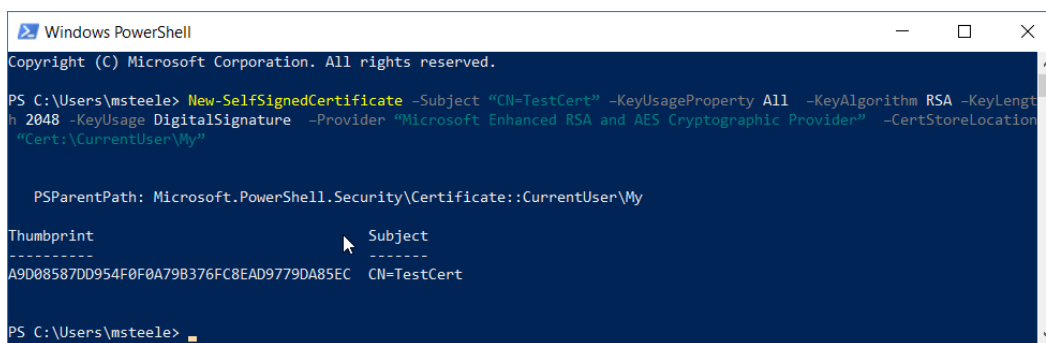 Windows PowerShell
Copyright (C) Microsoft Corporation. All rights reserved.
PS C:\Users\msteele> New-SelfSignedCertificate –Subject “CN=TestCert” –KeyUsageProperty All  –KeyAlgorithm RSA –KeyLengt
h 2048 -KeyUsage DigitalSignature  –Provider “Microsoft Enhanced RSA and AES Cryptographic Provider”  –CertStoreLocation
 “Cert:\CurrentUser\My”
PSParentPath: Microsoft.PowerShell.Security\Certificate::CurrentUser\My
Thumbprint                                Subject
----------                                -------
A9D08587DD954F0F0A79B376FC8EAD9779DA85EC  CN=TestCert
PS C:\Users\msteele>